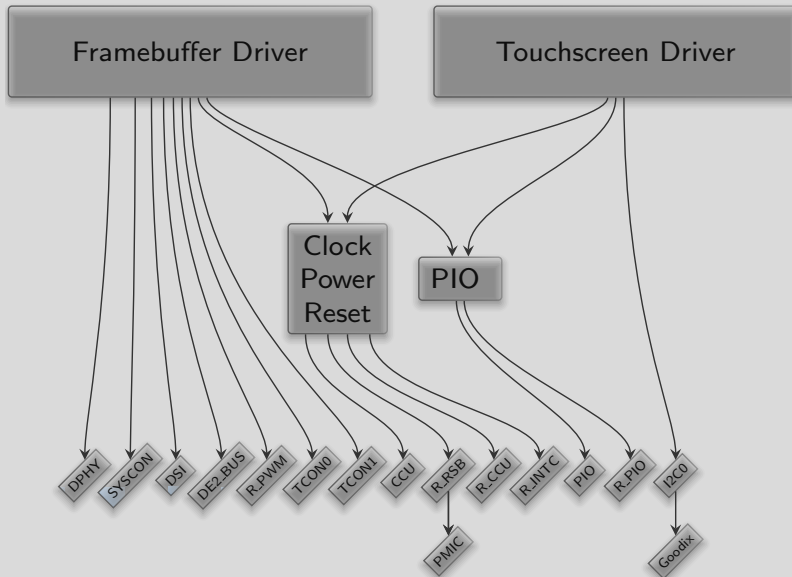 Framebuffer Driver
Touchscreen Driver
Clock
Power
Reset
PIO
DPHY
SYSCON
DSI
DE2_BUS
R_PWM
TCON0
TCON1
CCU
R_RSB
R_CCU
R_INTC
PIO
R_PIO
I2C0
PMIC
Goodix